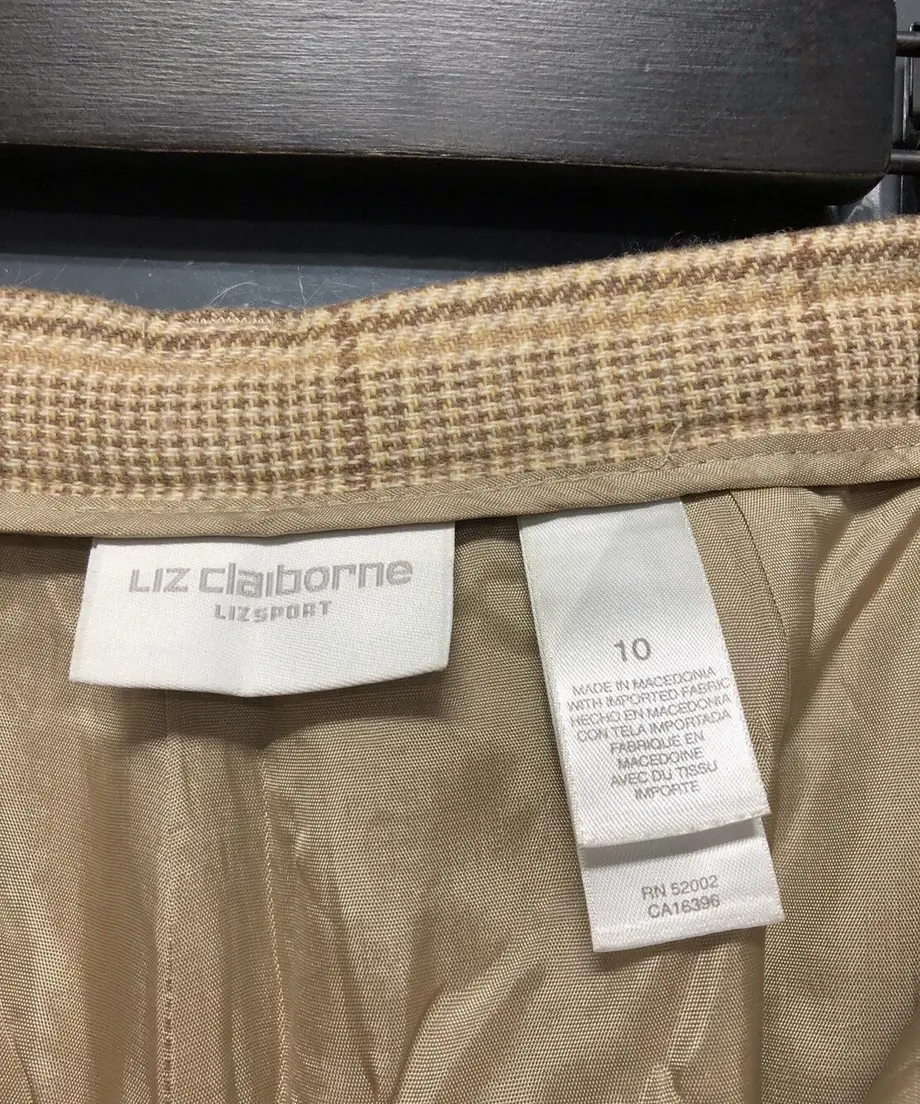 LIZ claiborne
LIZSPORT
10
MADE IN MACEDONIA
WITH IMPORTED FABRIC
HECHO EN MACEDONIA
CON TELA IMPORTADA
FABRIQUE EN
MACEDOINE
AVEC DU TISSU
IMPORTE
RN 52002
CA16396